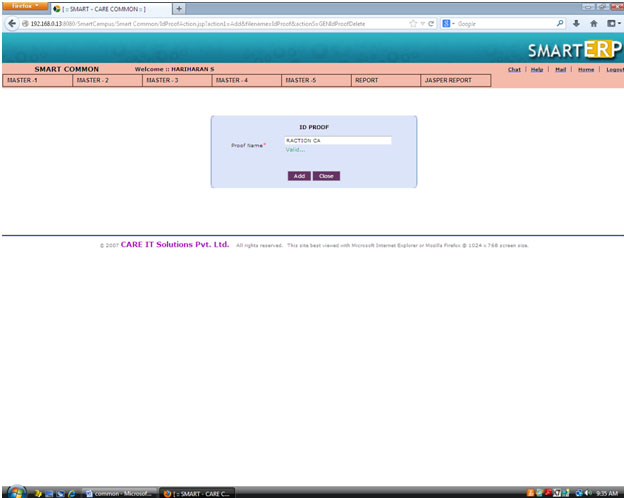 firefox
[ :: SMART - CARE COMMON :: ]
192.168.0.13:8080/SmartCampus/Smart Common/IdProofAction.jsp?action1=Add&filename=IdProof&actionS=GENIdProofDelete
Google
SMARTERP
SMART COMMON Welcome :: HARIHARAN S Chat | Help | Mail | Home | Logout
MASTER -1 MASTER - 2 MASTER - 3 MASTER - 4 MASTER -5 REPORT JASPER REPORT
ID PROOF
Proof Name* RACTION CA
Valid...
Add Close
© 2007 CARE IT Solutions Pvt. Ltd. All rights reserved. This site best viewed with Microsoft Internet Explorer or Mozilla Firefox @ 1024 x 768 screen size.
common - Microsof... [ :: SMART - CARE C... 9:35 AM